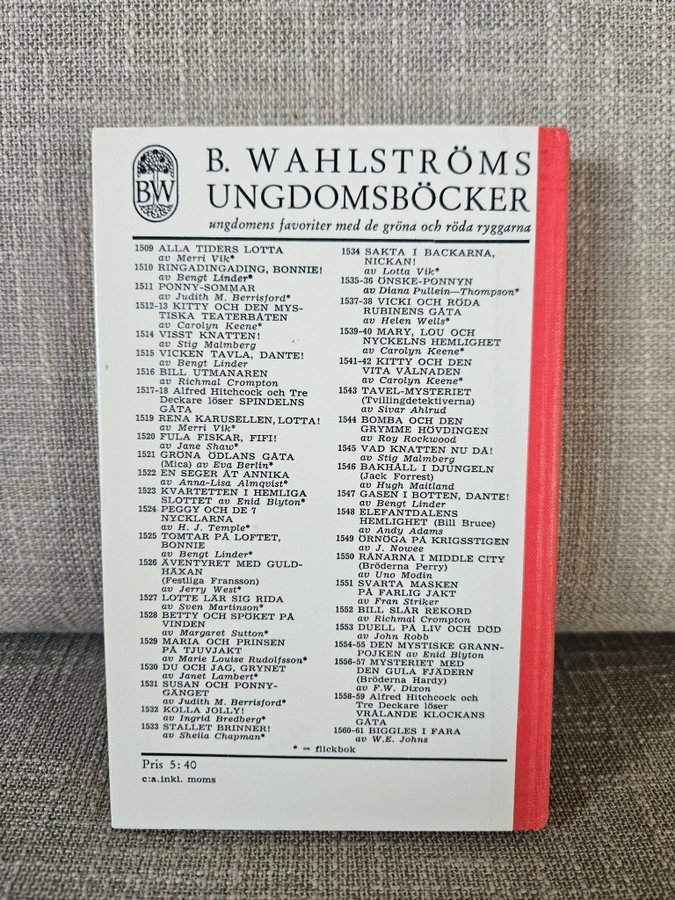 BW
B. WAHLSTRÖMS
UNGDOMSBÖCKER
ungdomens favoriter med de gröna och röda ryggarna
1509 ALLA TIDERS LOTTA
av Merri Vik*
1510 RINGADINGADING, BONNIE!
av Bengt Linder*
1511 PONNY-SOMMAR
av Judith M. Berrisford*
1512-13 KITTY OCH DEN MYS-
TISKA TEATERBÅTEN
av Carolyn Keene*
1514 VISST KNATTEN!
av Stig Malmberg
1515 VICKEN TAVLA, DANTE!
av Bengt Linder
1516 BILL UTMANAREN
av Richmal Crompton
1517-18 Alfred Hitchcock och Tre
Deckare löser SPINDELNS
GÅTA
1519 RENA KARUSELLEN, LOTTA!
av Merri Vik*
1520 FULA FISKAR, FIFI!
av Jane Shaw*
1521 GRÖNA ÖDLANS GÅTA
(Mica) av Eva Berlin*
1522 EN SEGER ÅT ANNIKA
av Anna-Lisa Almqvist*
1523 KVARTETTEN I HEMLIGA
SLOTTET av Enid Blyton*
1524 PEGGY OCH DE 7
NYCKLARNA
av H. J. Temple*
1525 TOMTAR PÅ LOFTET,
BONNIE
av Bengt Linder*
1526 ÄVENTYRET MED GULD-
HÄXAN
(Festliga Fransson)
av Jerry West*
1527 LOTTE LÄR SIG RIDA
av Sven Martinson*
1528 BETTY OCH SPÖKET PÅ
VINDEN
av Margaret Sutton*
1529 MARIA OCH PRINSEN
PÅ TJUVJAKT
av Marie Louise Rudolfsson*
1530 DU OCH JAG, GRYNET
av Janet Lambert*
1531 SUSAN OCH PONNY-
GÄNGET
av Judith M. Berrisford*
1532 KOLLA JOLLY!
av Ingrid Bredberg*
1533 STALLET BRINNER!
av Sheila Chapman*
1534 SAKTA I BACKARNA,
NICKAN!
av Lotta Vik*
1535-36 ÖNSKE-PONNYN
av Diana Pullein—Thompson*
1537-38 VICKI OCH RÖDA
RUBINENS GÅTA
av Helen Wells*
1539-40 MARY, LOU OCH
NYCKELNS HEMLIGHET
av Carolyn Keene*
1541-42 KITTY OCH DEN
VITA VÅLNADEN
av Carolyn Keene*
1543 TAVEL-MYSTERIET
(Tvillingdetektiverna)
av Sivar Ahlrud
1544 BOMBA OCH DEN
GRYMME HÖVDINGEN
av Roy Rockwood
1545 VAD KNATTEN NU DÅ!
av Stig Malmberg
1546 BAKHÅLL I DJUNGELN
(Jack Forrest)
av Hugh Maitland
1547 GASEN I BOTTEN, DANTE!
av Bengt Linder
1548 ELEFANTDALENS
HEMLIGHET (Bill Bruce)
av Andy Adams
1549 ÖRNÖGA PÅ KRIGSSTIGEN
av J. Nowee
1550 RÅNARNA I MIDDLE CITY
(Bröderna Perry)
av Uno Modin
1551 SVARTA MASKEN
PÅ FARLIG JAKT
av Fran Striker
1552 BILL SLÅR REKORD
av Richmal Crompton
1553 DUELL PÅ LIV OCH DÖD
av John Robb
1554-55 DEN MYSTISKE GRANN-
POJKEN av Enid Blyton
1556-57 MYSTERIET MED
DEN GULA FJÄDERN
(Bröderna Hardy)
av F.W. Dixon
1558-59 Alfred Hitchcock och
Tre Deckare löser
VRÅLANDE KLOCKANS
GÅTA
1560-61 BIGGLES I FARA
av W.E. Johns
* = flickbok
Pris 5:40
c:a.inkl. moms